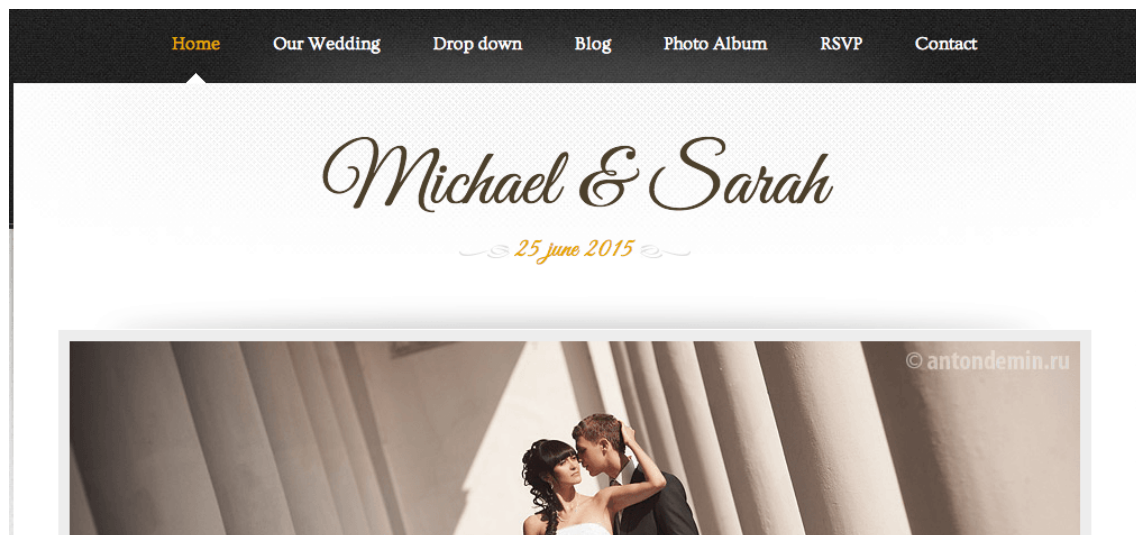 Home Our Wedding Drop down Blog Photo Album RSVP Contact
Michael & Sarah
25 june 2015
© antondemin.ru